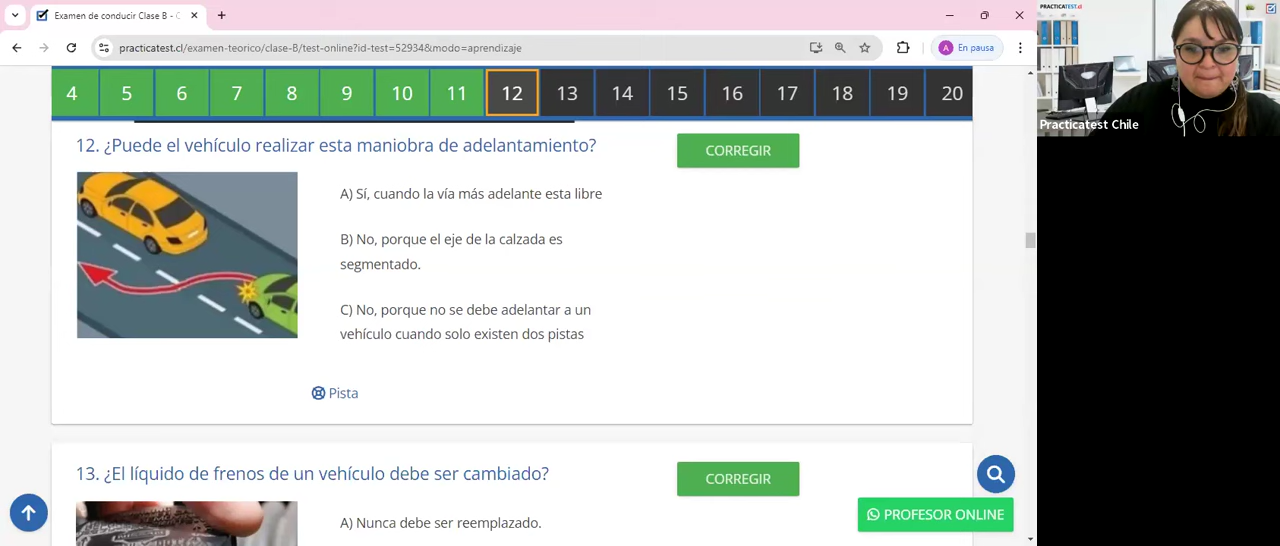 Examen de conducir Clase B - C
practicatest.cl/examen-teorico/clase-B/test-online?id-test=52934&modo=aprendizaje
A En pausa
4 5 6 7 8 9 10 11 12 13 14 15 16 17 18 19 20
12. ¿Puede el vehículo realizar esta maniobra de adelantamiento?
CORREGIR
A) Sí, cuando la vía más adelante esta libre
B) No, porque el eje de la calzada es
segmentado.
C) No, porque no se debe adelantar a un
vehículo cuando solo existen dos pistas
Pista
13. ¿El líquido de frenos de un vehículo debe ser cambiado?
CORREGIR
A) Nunca debe ser reemplazado.
PROFESOR ONLINE
PRACTICATEST.cl
Practicatest Chile